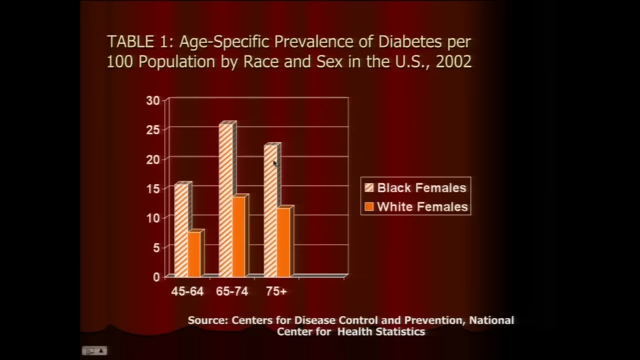 TABLE 1: Age-Specific Prevalence of Diabetes per
100 Population by Race and Sex in the U.S., 2002
30
25
20
15
10
5
0
45-64 65-74 75+
Black Females
White Females
Source: Centers for Disease Control and Prevention, National
Center for Health Statistics